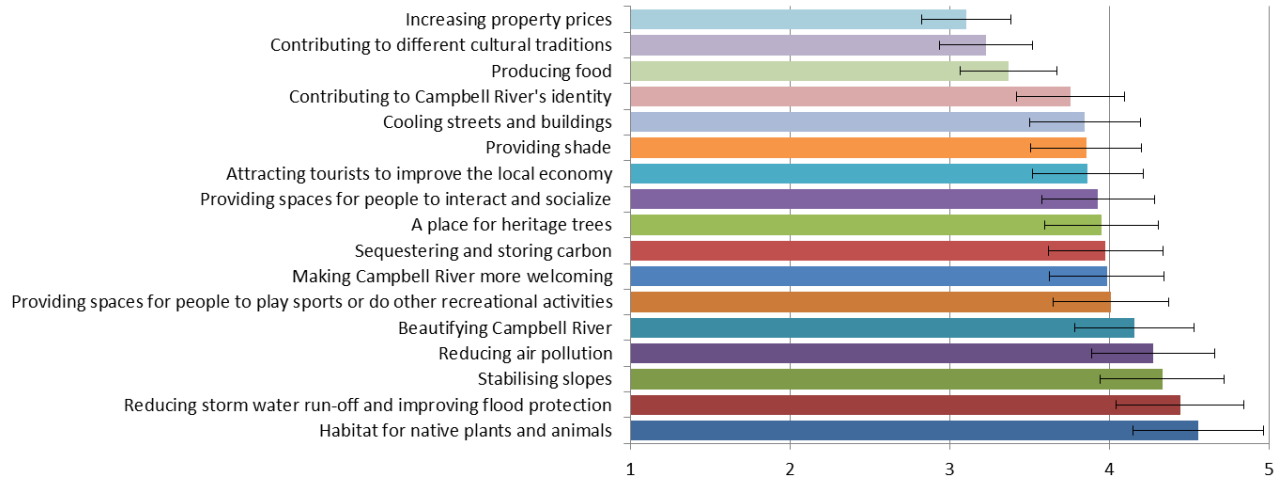 Increasing property prices
Contributing to different cultural traditions
Producing food
Contributing to Campbell River's identity
Cooling streets and buildings
Providing shade
Attracting tourists to improve the local economy
Providing spaces for people to interact and socialize
A place for heritage trees
Sequestering and storing carbon
Making Campbell River more welcoming
Providing spaces for people to play sports or do other recreational activities
Beautifying Campbell River
Reducing air pollution
Stabilising slopes
Reducing storm water run-off and improving flood protection
Habitat for native plants and animals
1 2 3 4 5